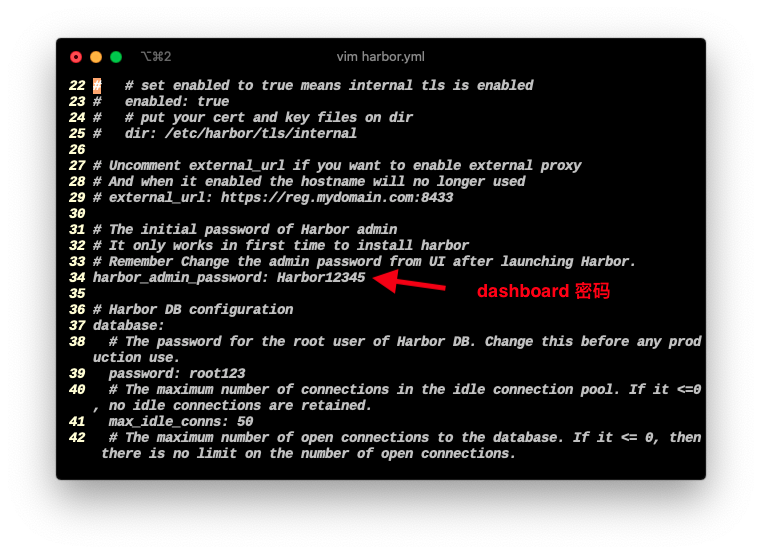 ⌥⌘2 vim harbor.yml
22 #   # set enabled to true means internal tls is enabled
23 #   enabled: true
24 #   # put your cert and key files on dir
25 #   dir: /etc/harbor/tls/internal
26
27 # Uncomment external_url if you want to enable external proxy
28 # And when it enabled the hostname will no longer used
29 # external_url: https://reg.mydomain.com:8433
30
31 # The initial password of Harbor admin
32 # It only works in first time to install harbor
33 # Remember Change the admin password from UI after launching Harbor.
34 harbor_admin_password: Harbor12345
dashboard 密码
35
36 # Harbor DB configuration
37 database:
38   # The password for the root user of Harbor DB. Change this before any prod
uction use.
39   password: root123
40   # The maximum number of connections in the idle connection pool. If it <=0
, no idle connections are retained.
41   max_idle_conns: 50
42   # The maximum number of open connections to the database. If it <= 0, then
there is no limit on the number of open connections.